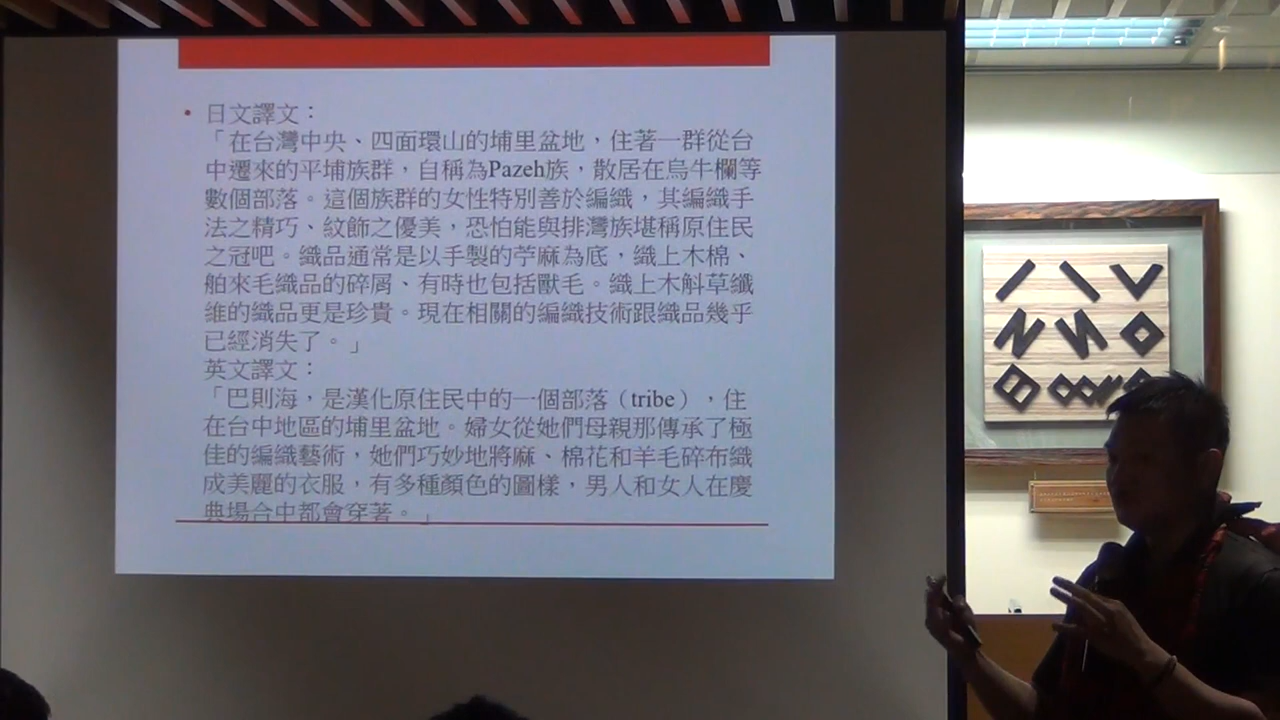 • 日文譯文：
「在台灣中央、四面環山的埔里盆地，住著一群從台
中遷來的平埔族群，自稱為Pazeh族，散居在烏牛欄等
數個部落。這個族群的女性特別善於編織，其編織手
法之精巧、紋飾之優美，恐怕能與排灣族堪稱原住民
之冠吧。織品通常是以手製的苧麻為底，織上木棉、
舶來毛織品的碎屑、有時也包括獸毛。織上木斛草纖
維的織品更是珍貴。現在相關的編織技術跟織品幾乎
已經消失了。」
英文譯文：
「巴則海，是漢化原住民中的一個部落（tribe），住
在台中地區的埔里盆地。婦女從她們母親那傳承了極
佳的編織藝術，她們巧妙地將麻、棉花和羊毛碎布織
成美麗的衣服，有多種顏色的圖樣，男人和女人在慶
典場合中都會穿著。」